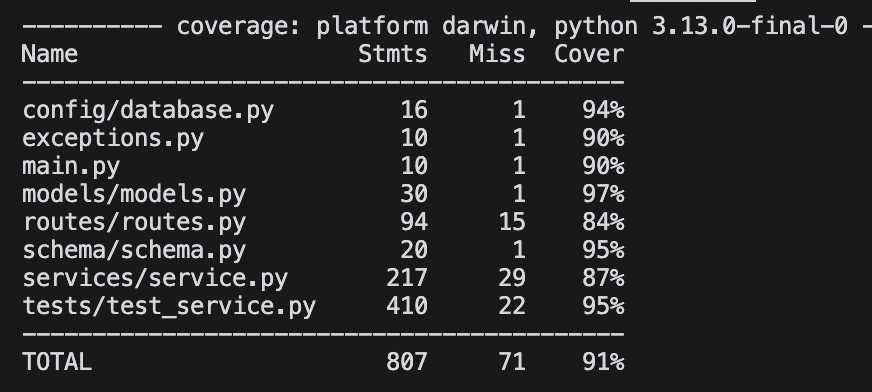 ---------- coverage: platform darwin, python 3.13.0-final-0 -
Name Stmts Miss Cover
-------------------------------------------
config/database.py 16 1 94%
exceptions.py 10 1 90%
main.py 10 1 90%
models/models.py 30 1 97%
routes/routes.py 94 15 84%
schema/schema.py 20 1 95%
services/service.py 217 29 87%
tests/test_service.py 410 22 95%
-------------------------------------------
TOTAL 807 71 91%